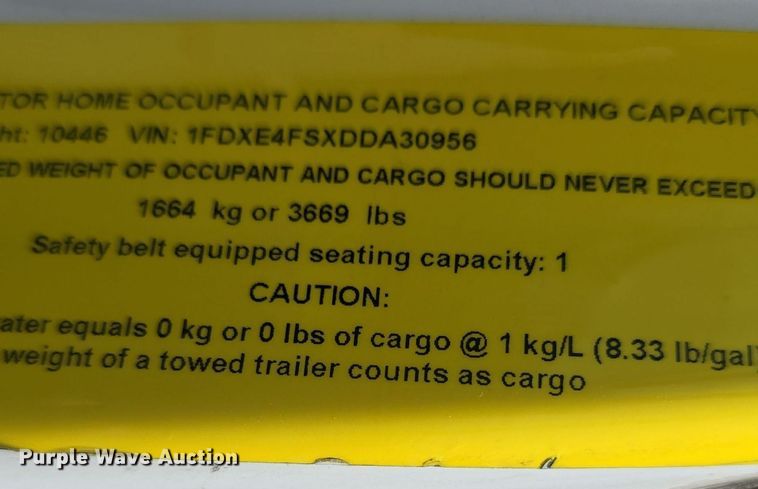 TOR HOME OCCUPANT AND CARGO CARRYING CAPACITY
ht: 10446 VIN: 1FDXE4FSXDDA30956
ED WEIGHT OF OCCUPANT AND CARGO SHOULD NEVER EXCEED
1664 kg or 3669 lbs
Safety belt equipped seating capacity: 1
CAUTION:
ater equals 0 kg or 0 lbs of cargo @ 1 kg/L (8.33 lb/gal)
weight of a towed trailer counts as cargo
Purple Wave Auction